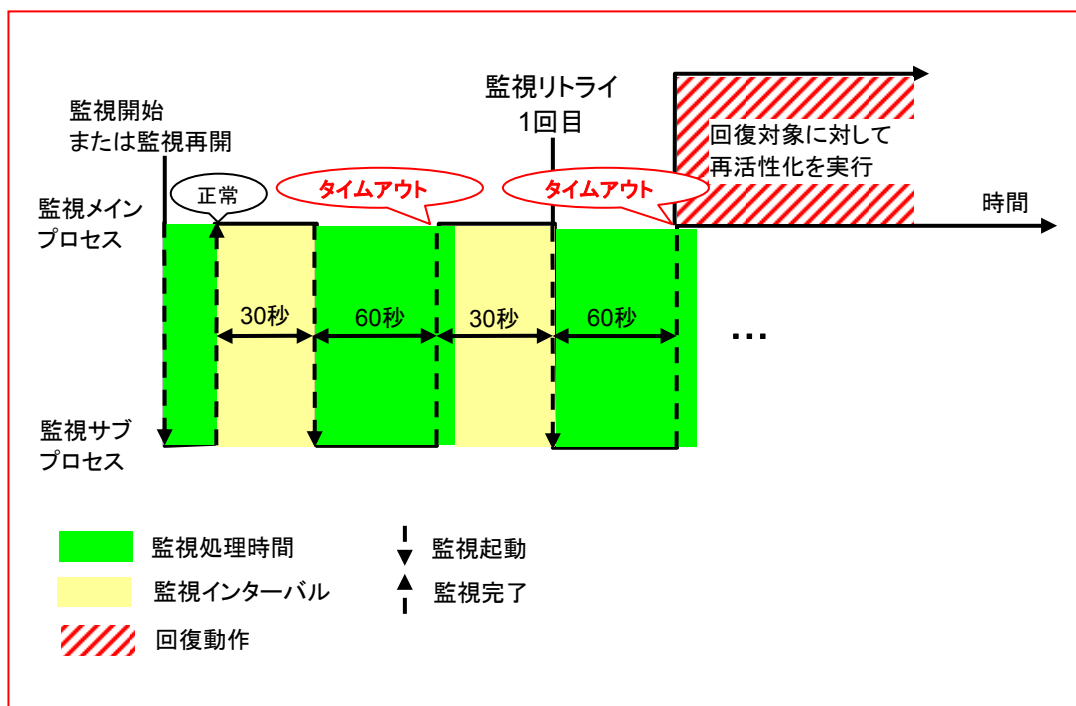 監視開始
または監視再開
監視リトライ
1回目
回復対象に対して
再活性化を実行
正常
タイムアウト
タイムアウト
監視メイン
プロセス
時間
30秒
60秒
30秒
60秒
...
監視サブ
プロセス
監視処理時間
監視起動
監視インターバル
監視完了
回復動作